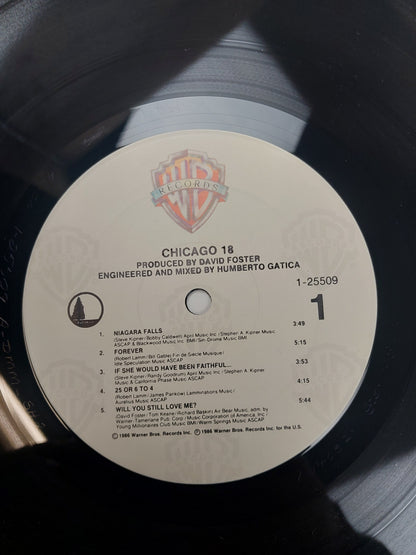 WB
RECORDS
CHICAGO 18
PRODUCED BY DAVID FOSTER
ENGINEERED AND MIXED BY HUMBERTO GATICA
1-25509
1
1. NIAGARA FALLS 3:49
(Steve Kipner/Bobby Caldwell) April Music Inc./Stephen A. Kipner Music
ASCAP & Blackwood Music Inc. BMI/Sin-Drome Music BMI
2. FOREVER 5:15
(Robert Lamm/Bill Gable) Fin de Siècle Musique/
Idle Speculation Music ASCAP
3. IF SHE WOULD HAVE BEEN FAITHFUL... 3:53
(Steve Kipner/Randy Goodrum) April Music Inc./Stephen A. Kipner
Music & California Phase Music ASCAP
4. 25 OR 6 TO 4 4:15
(Robert Lamm/James Pankow) Lamminations Music/
Aurelius Music ASCAP
5. WILL YOU STILL LOVE ME? 5:44
(David Foster/Tom Keane/Richard Baskin) Air Bear Music, adm. by
Warner-Tamerlane Pub. Corp./Music Corporation of America, Inc./
Young Millionaires Club Music BMI/Warm Springs Music ASCAP
© 1986 Warner Bros. Records Inc. ℗ 1986 Warner Bros. Records Inc. for the U.S.